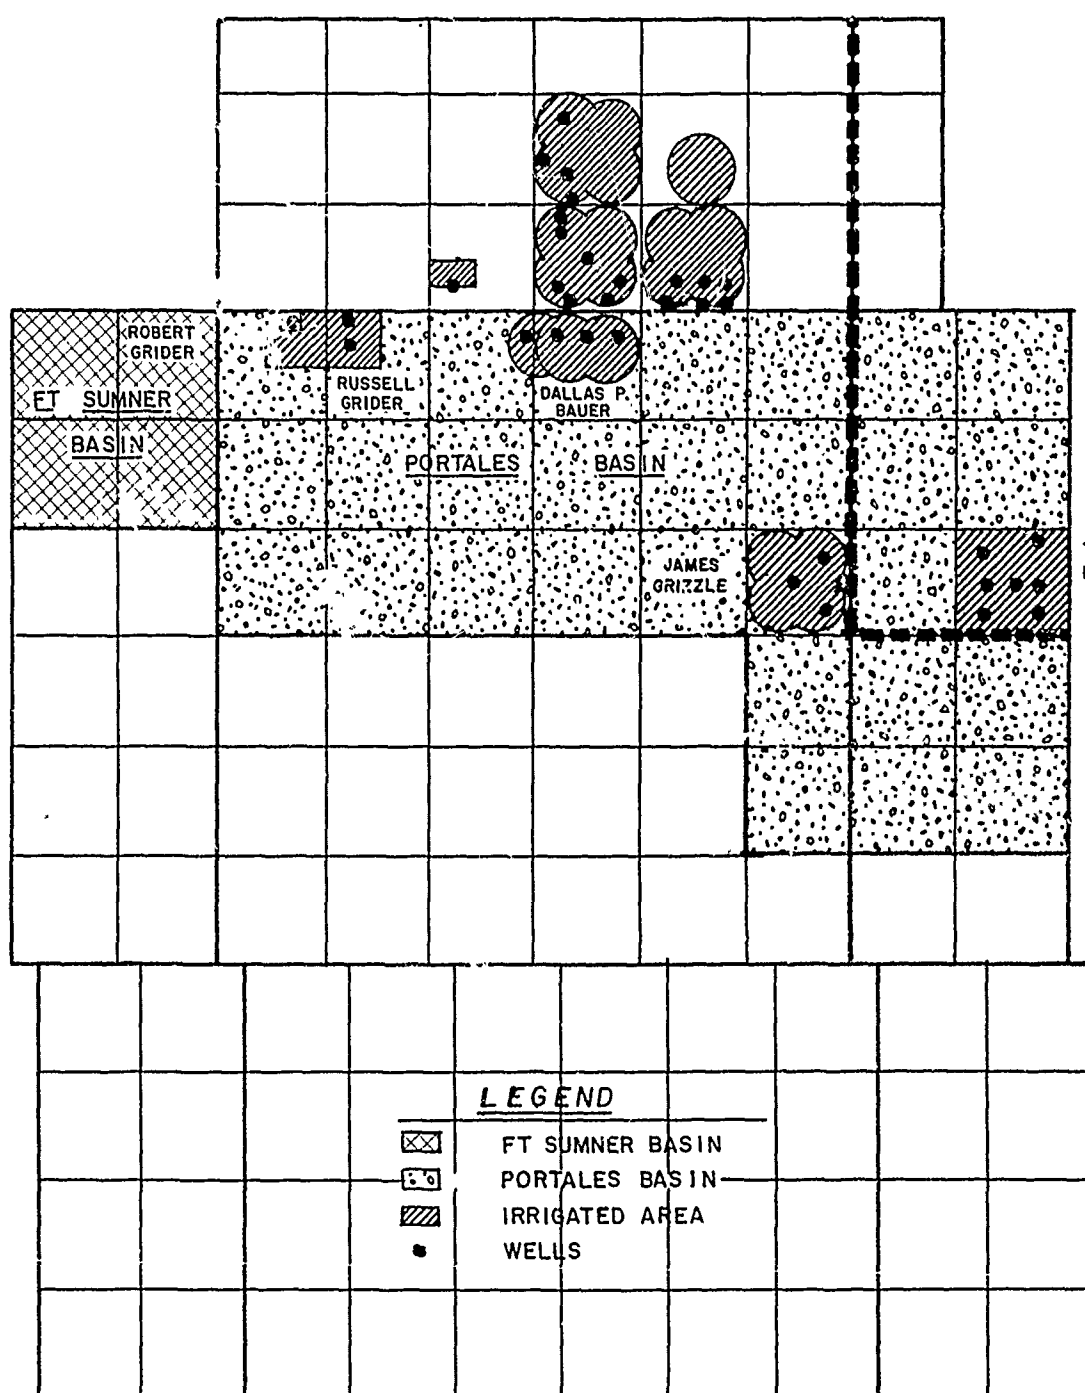 ROBERT
GRIDER
FT SUMNER
BASIN
RUSSELL
GRIDER
DALLAS P.
BAUER
PORTALES BASIN
JAMES
GRIZZLE
LEGEND
FT SUMNER BASIN
PORTALES BASIN
IRRIGATED AREA
WELLS